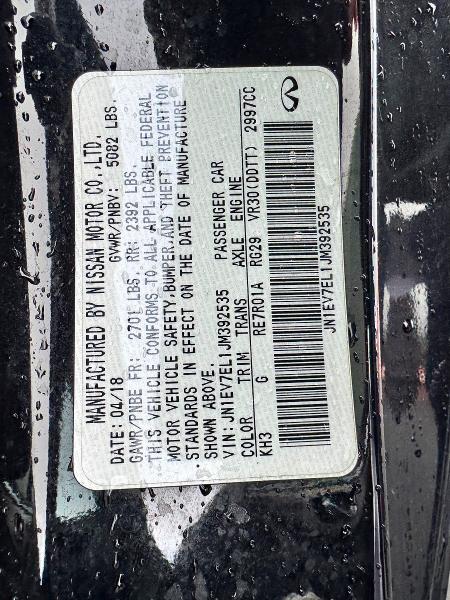 MANUFACTURED BY NISSAN MOTOR CO.,LTD.
DATE: 04/18 GVWR/PNBV: 5082 LBS.
GAWR/PNBE FR: 2701 LBS, RR: 2392 LBS.
THIS VEHICLE CONFORMS TO ALL APPLICABLE FEDERAL
MOTOR VEHICLE SAFETY,BUMPER,AND THEFT PREVENTION
STANDARDS IN EFFECT ON THE DATE OF MANUFACTURE
SHOWN ABOVE.
VIN:JN1EV7EL1JM392535 PASSENGER CAR
COLOR TRIM TRANS AXLE ENGINE
KH3 G RE7R01A RG29 VR30(DDTT) 2997CC
JN1EV7EL1JM392535